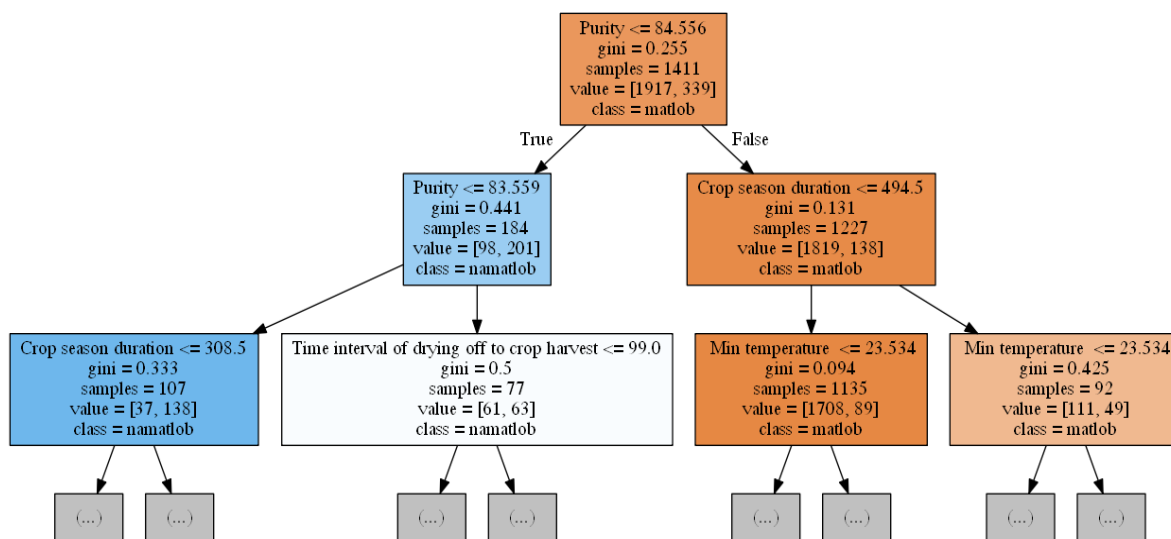 Purity <= 84.556
gini = 0.255
samples = 1411
value = [1917, 339]
class = matlob
True
False
Purity <= 83.559
gini = 0.441
samples = 184
value = [98, 201]
class = namatlob
Crop season duration <= 494.5
gini = 0.131
samples = 1227
value = [1819, 138]
class = matlob
Crop season duration <= 308.5
gini = 0.333
samples = 107
value = [37, 138]
class = namatlob
Time interval of drying off to crop harvest <= 99.0
gini = 0.5
samples = 77
value = [61, 63]
class = namatlob
Min temperature <= 23.534
gini = 0.094
samples = 1135
value = [1708, 89]
class = matlob
Min temperature <= 23.534
gini = 0.425
samples = 92
value = [111, 49]
class = matlob
(...)
(...)
(...)
(...)
(...)
(...)
(...)
(...)